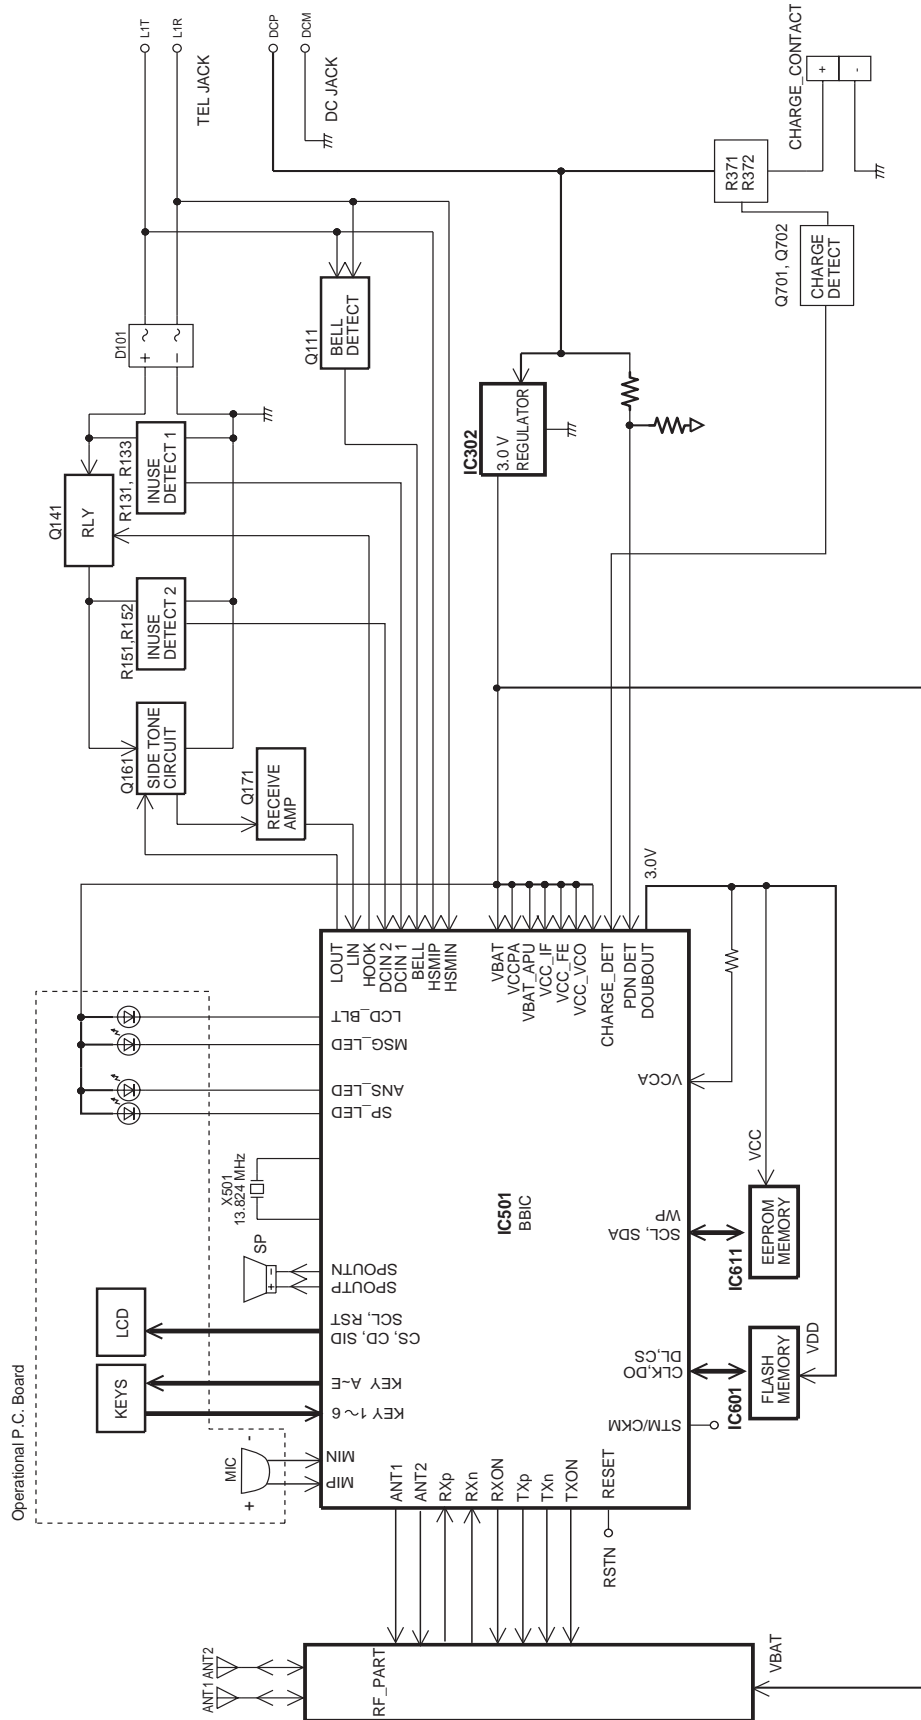 Operational P.C. Board
KEYS
LCD
MIC
+
-
SP
+
-
X501
13.824 MHz
MIP
MIN
KEY 1~6
KEY A~E
CS, CD, SID
SCL, RST
SPOUTP
SPOUTN
SP_LED
ANS_LED
MSG_LED
LCD_BLT
IC501
BBIC
ANT1
ANT2
RXp
RXn
RXON
TXp
TXn
TXON
RESET
RSTN
STM/CKM
CLK,DO
DL,CS
SCL, SDA
WP
VCCA
LOUT
LIN
HOOK
DCIN 2
DCIN 1
BELL
HSMIP
HSMIN
VBAT
VCCPA
VBAT_APU
VCC_IF
VCC_FE
VCC_VCO
CHARGE_DET
PDN DET
DOUBOUT
3.0V
IC601
FLASH
MEMORY
VDD
IC611
EEPROM
MEMORY
VCC
ANT1
ANT2
RF_PART
VBAT
Q161
SIDE TONE
CIRCUIT
Q171
RECEIVE
AMP
R151,R152
INUSE
DETECT 2
Q141
RLY
R131, R133
INUSE
DETECT 1
D101
+
~
-
~
Q111
BELL
DETECT
IC302
3.0 V
REGULATOR
L1T
L1R
TEL JACK
DCP
DCM
DC JACK
R371
R372
CHARGE_CONTACT
+
-
Q701, Q702
CHARGE
DETECT